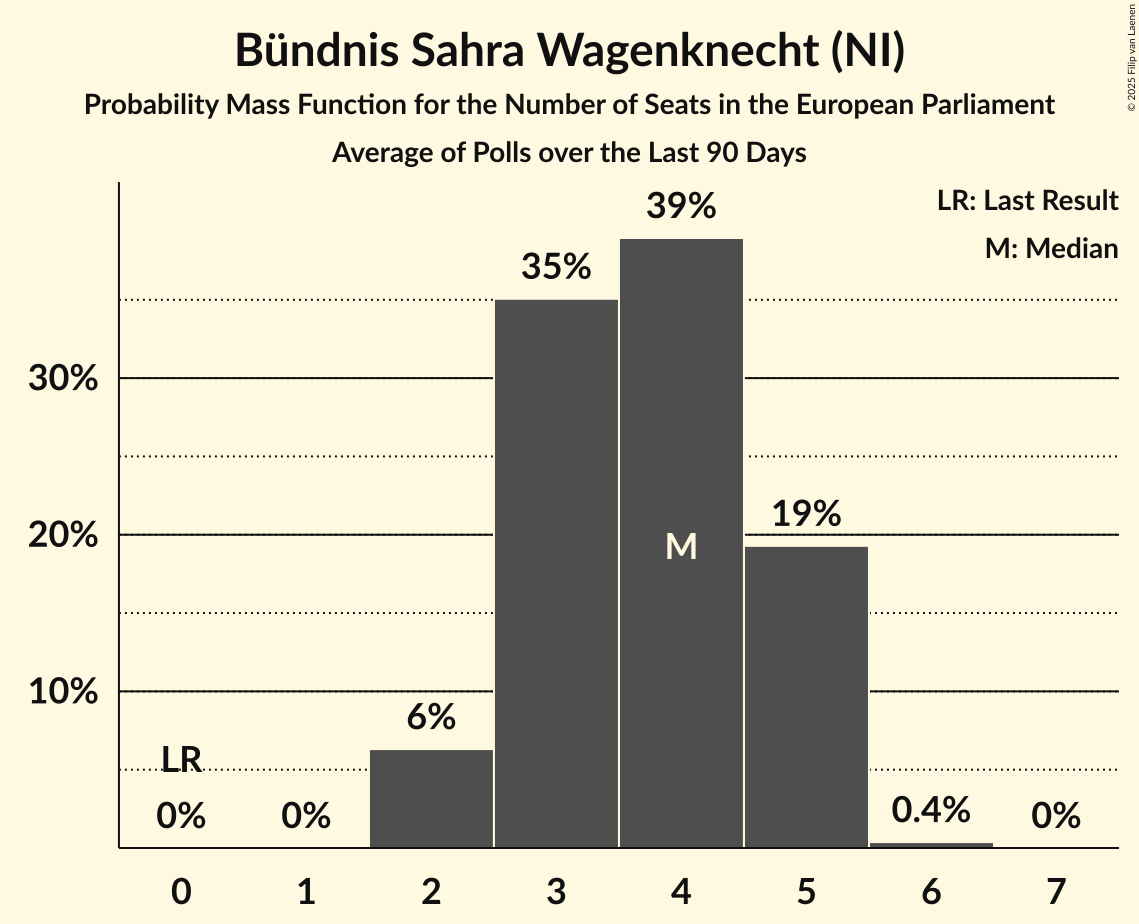 Bündnis Sahra Wagenknecht (NI)
Probability Mass Function for the Number of Seats in the European Parliament
Average of Polls over the Last 90 Days
© 2025 Filip van Laenen
LR: Last Result
M: Median
39%
35%
30%
20%
19%
M
10%
6%
LR
0%
0%
0.4%
0%
0 1 2 3 4 5 6 7